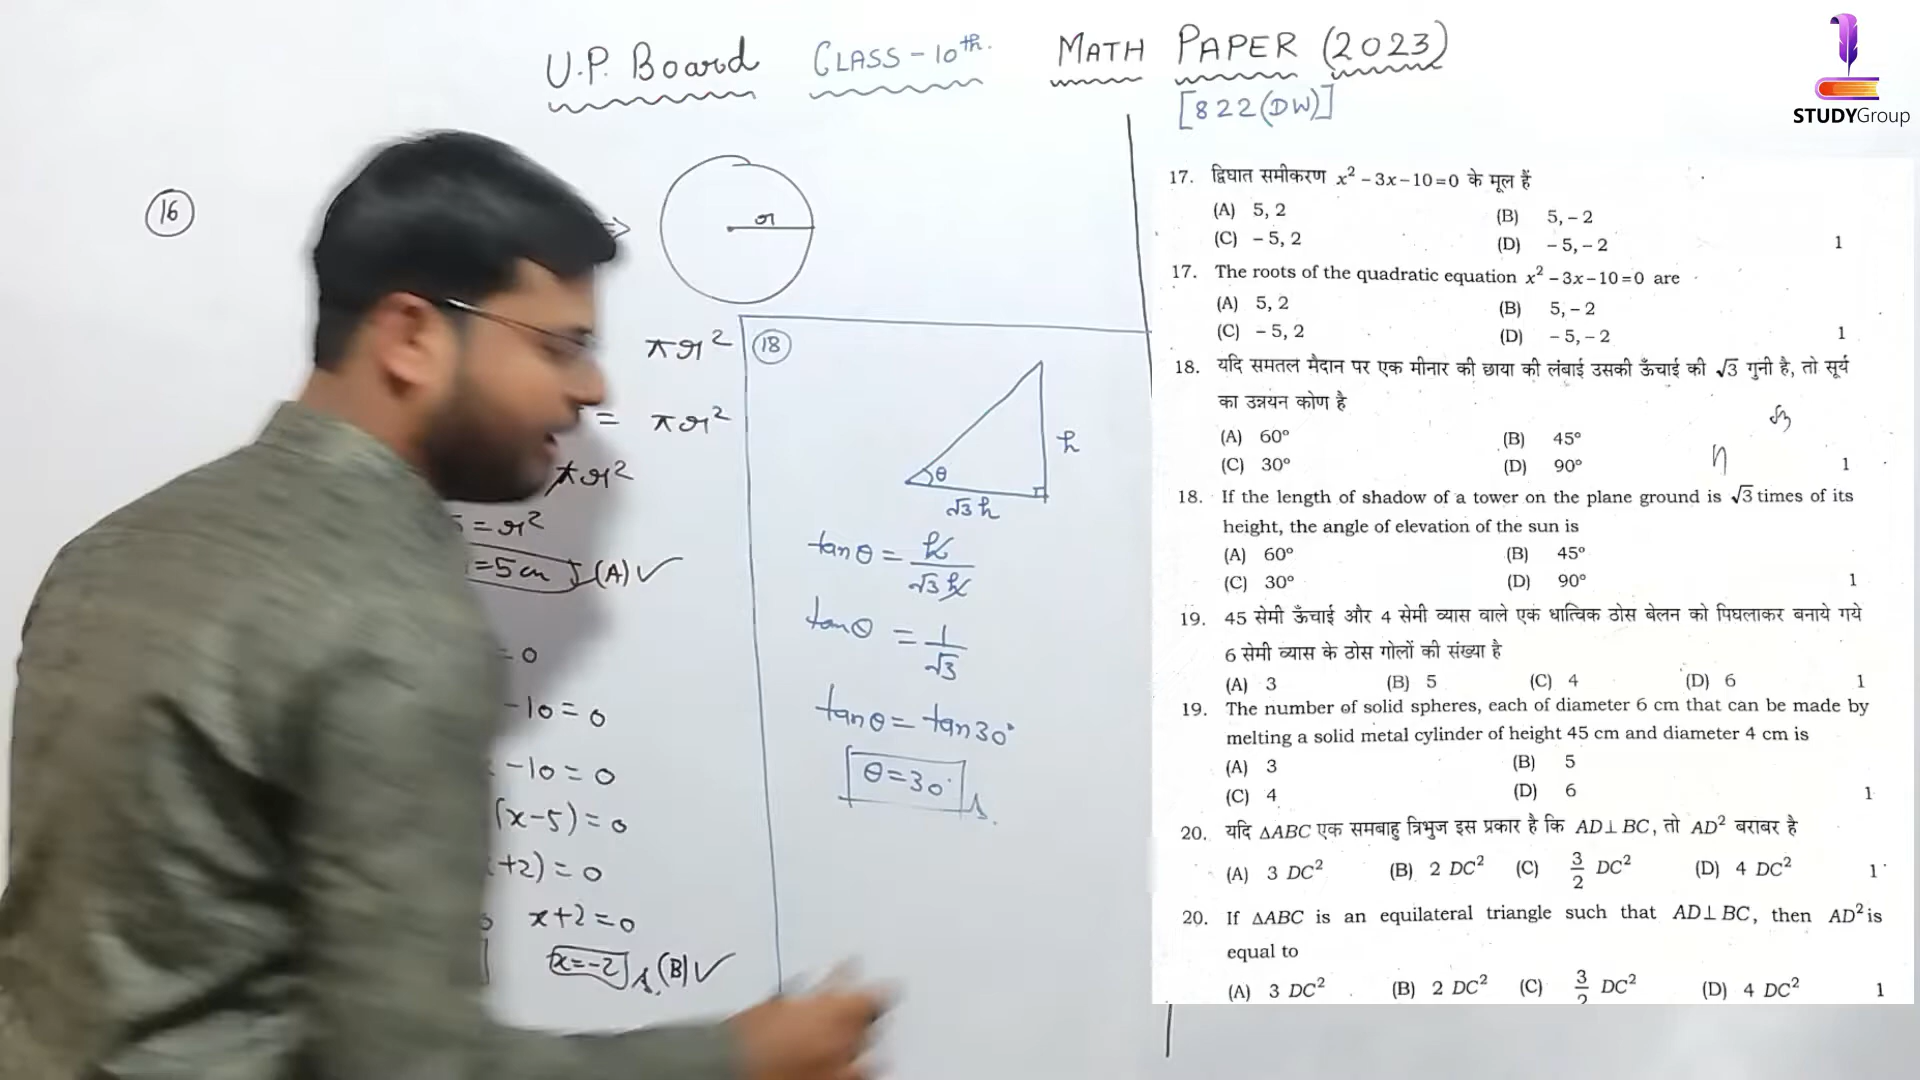 U.P. Board CLASS - 10th. MATH PAPER (2023)
[822(DW)]
STUDYGroup
16
⇒
r
πr²
= πr²
πr²
= r²
= 5 cm (A) ✓
= 0
-10 = 0
-10 = 0
(x-5) = 0
+2) = 0
x+2 = 0
x = -2 (B) ✓
18
h
θ
√3 h
tan θ = h/√3 h
tan θ = 1/√3
tan θ = tan 30°
θ = 30°
17. द्विघात समीकरण x² – 3x – 10 = 0 के मूल हैं
(A) 5, 2 (B) 5, – 2
(C) – 5, 2 (D) – 5, – 2 1
17. The roots of the quadratic equation x² – 3x – 10 = 0 are
(A) 5, 2 (B) 5, – 2
(C) – 5, 2 (D) – 5, – 2 1
18. यदि समतल मैदान पर एक मीनार की छाया की लंबाई उसकी ऊँचाई की √3 गुनी है, तो सूर्य
का उन्नयन कोण है
(A) 60° (B) 45°
(C) 30° (D) 90° 1
18. If the length of shadow of a tower on the plane ground is √3 times of its
height, the angle of elevation of the sun is
(A) 60° (B) 45°
(C) 30° (D) 90° 1
19. 45 सेमी ऊँचाई और 4 सेमी व्यास वाले एक धात्विक ठोस बेलन को पिघलाकर बनाये गये
6 सेमी व्यास के ठोस गोलों की संख्या है
(A) 3 (B) 5 (C) 4 (D) 6 1
19. The number of solid spheres, each of diameter 6 cm that can be made by
melting a solid metal cylinder of height 45 cm and diameter 4 cm is
(A) 3 (B) 5
(C) 4 (D) 6 1
20. यदि ΔABC एक समबाहु त्रिभुज इस प्रकार है कि AD⊥BC, तो AD² बराबर है
(A) 3 DC² (B) 2 DC² (C) 3/2 DC² (D) 4 DC² 1
20. If ΔABC is an equilateral triangle such that AD⊥BC, then AD² is
equal to
(A) 3 DC² (B) 2 DC² (C) 3/2 DC² (D) 4 DC² 1